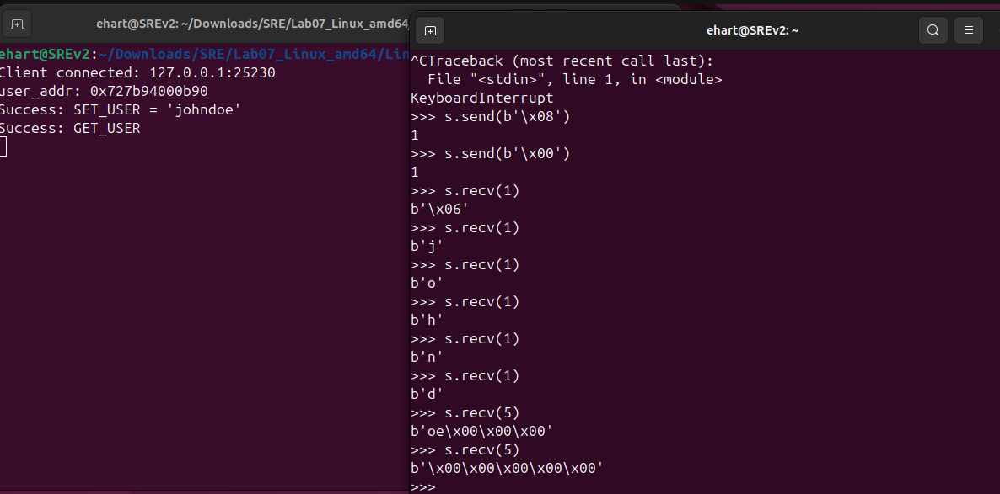 ehart@SREv2: ~/Downloads/SRE/Lab07_Linux_amd64/
ehart@SREv2:~/Downloads/SRE/Lab07_Linux_amd64/Lin
Client connected: 127.0.0.1:25230
user_addr: 0x727b94000b90
Success: SET_USER = 'johndoe'
Success: GET_USER
ehart@SREv2: ~
^CTraceback (most recent call last):
  File "<stdin>", line 1, in <module>
KeyboardInterrupt
>>> s.send(b'\x08')
1
>>> s.send(b'\x00')
1
>>> s.recv(1)
b'\x06'
>>> s.recv(1)
b'j'
>>> s.recv(1)
b'o'
>>> s.recv(1)
b'h'
>>> s.recv(1)
b'n'
>>> s.recv(1)
b'd'
>>> s.recv(5)
b'oe\x00\x00\x00'
>>> s.recv(5)
b'\x00\x00\x00\x00\x00'
>>>